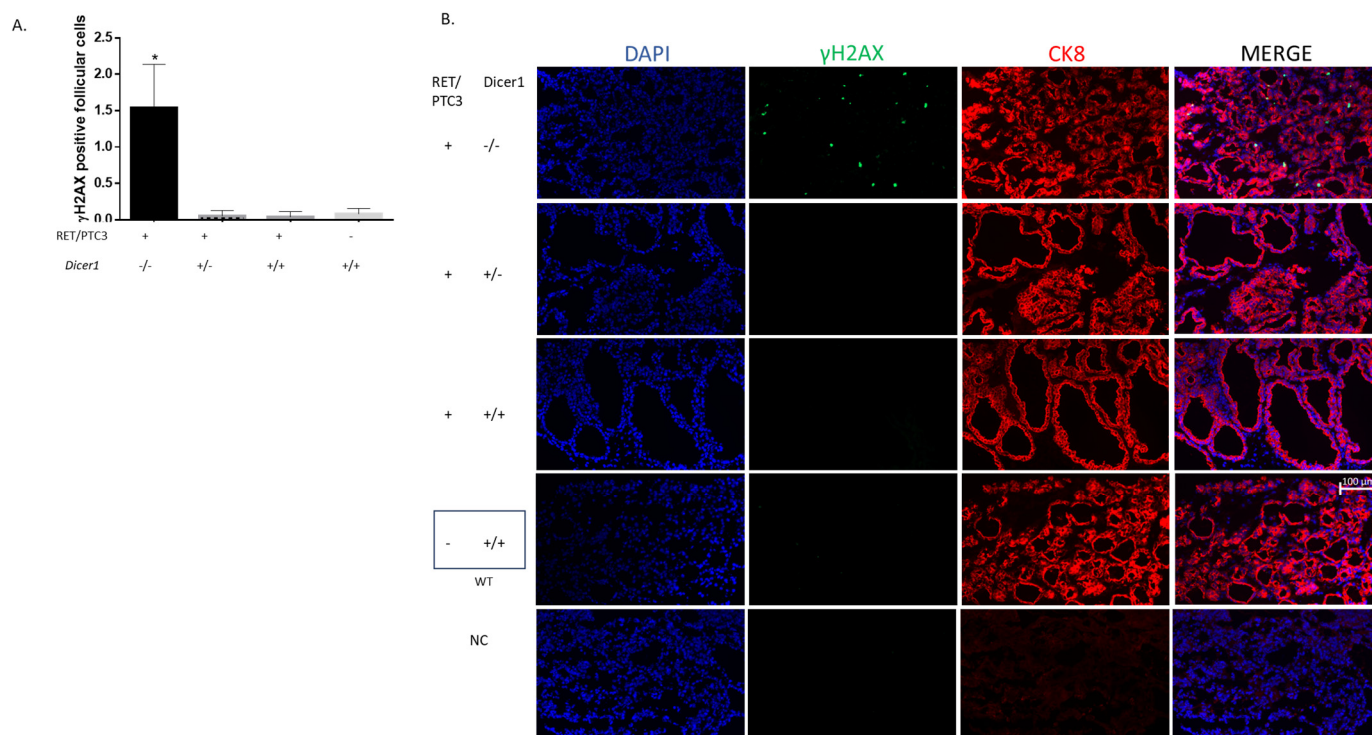 A.
γH2AX positive follicular cells
2.5
2.0
1.5
1.0
0.5
0.0
*
RET/PTC3 + + + -
Dicer1 -/- +/- +/+ +/+
B.
DAPI γH2AX CK8 MERGE
RET/ Dicer1
PTC3
+ -/-
+ +/-
+ +/+
100 µm
- +/+
WT
NC